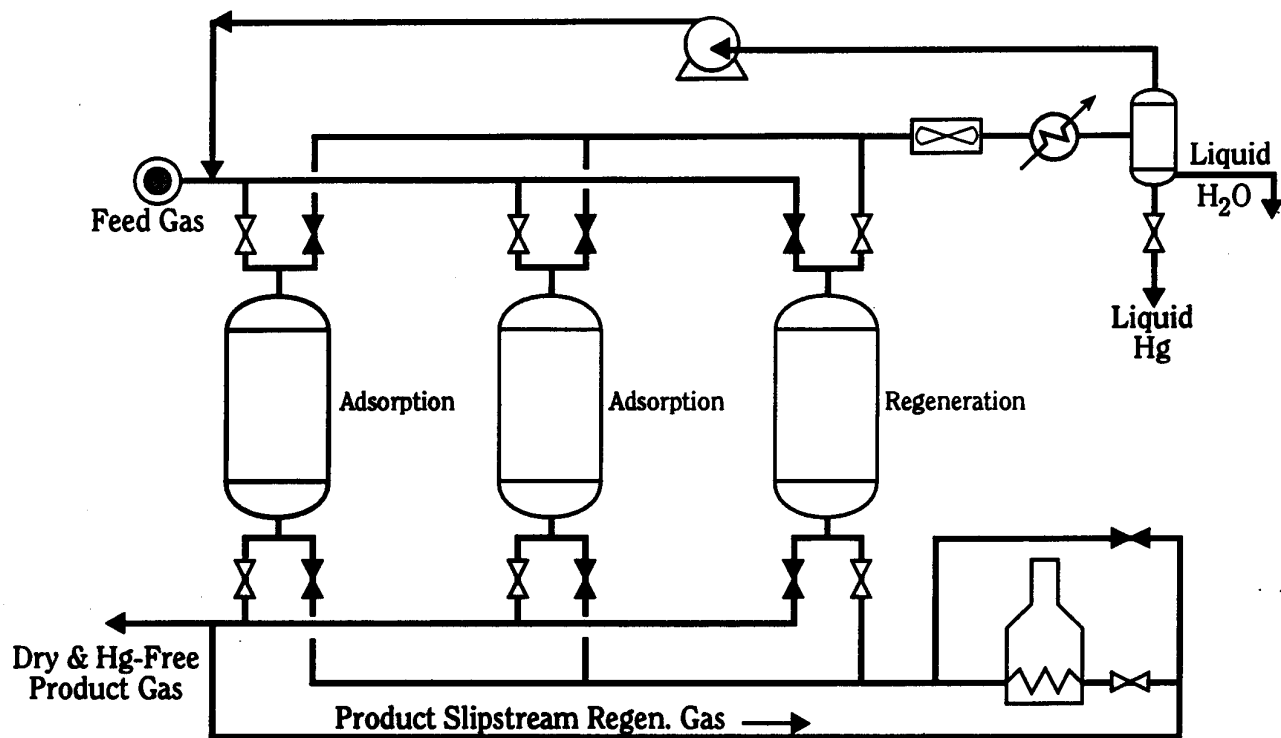 Feed Gas
Liquid
H₂O
Liquid
Hg
Adsorption
Adsorption
Regeneration
Dry & Hg-Free
Product Gas
Product Slipstream Regen. Gas